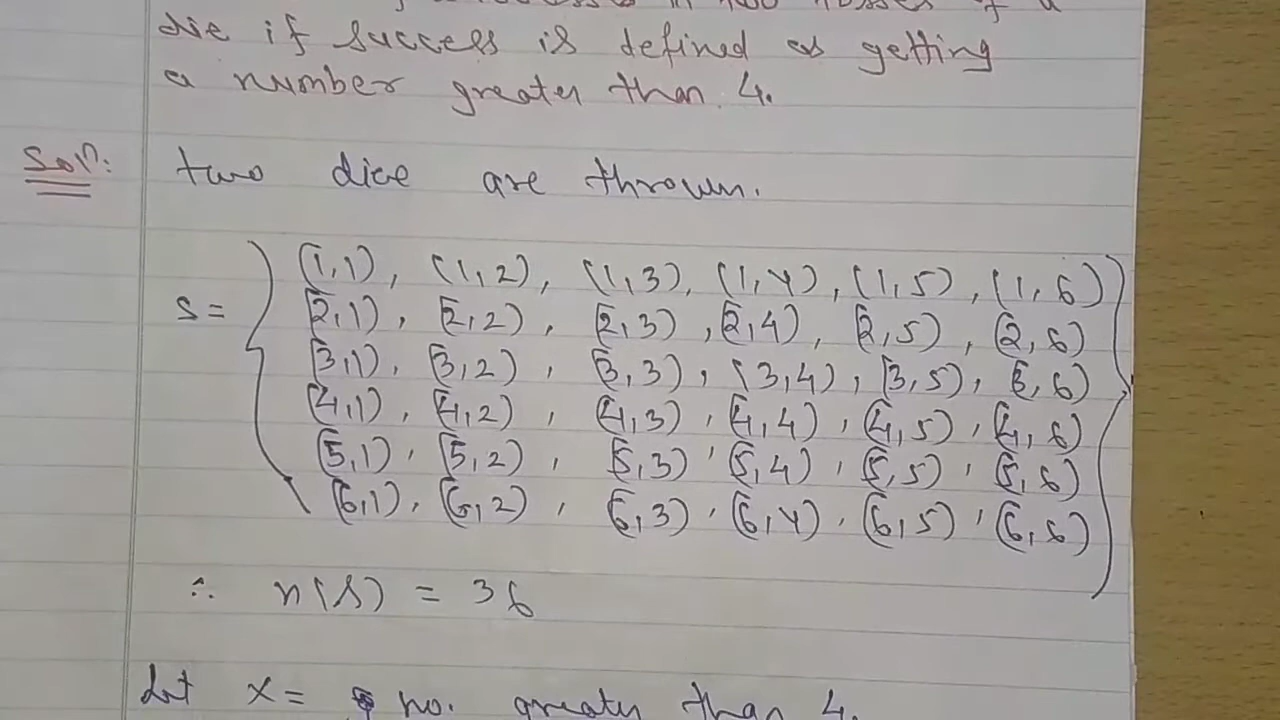 in two tosses of a
die if success is defined as getting
a number greater than 4.
Solⁿ: two dice are thrown.
(1,1), (1,2), (1,3), (1,4), (1,5), (1,6)
S = (2,1), (2,2), (2,3), (2,4), (2,5), (2,6)
(3,1), (3,2), (3,3), (3,4), (3,5), (3,6)
(4,1), (4,2), (4,3), (4,4), (4,5), (4,6)
(5,1), (5,2), (5,3), (5,4), (5,5), (5,6)
(6,1), (6,2), (6,3), (6,4), (6,5), (6,6)
∴ n(S) = 36
Let X = no. greater than 4.